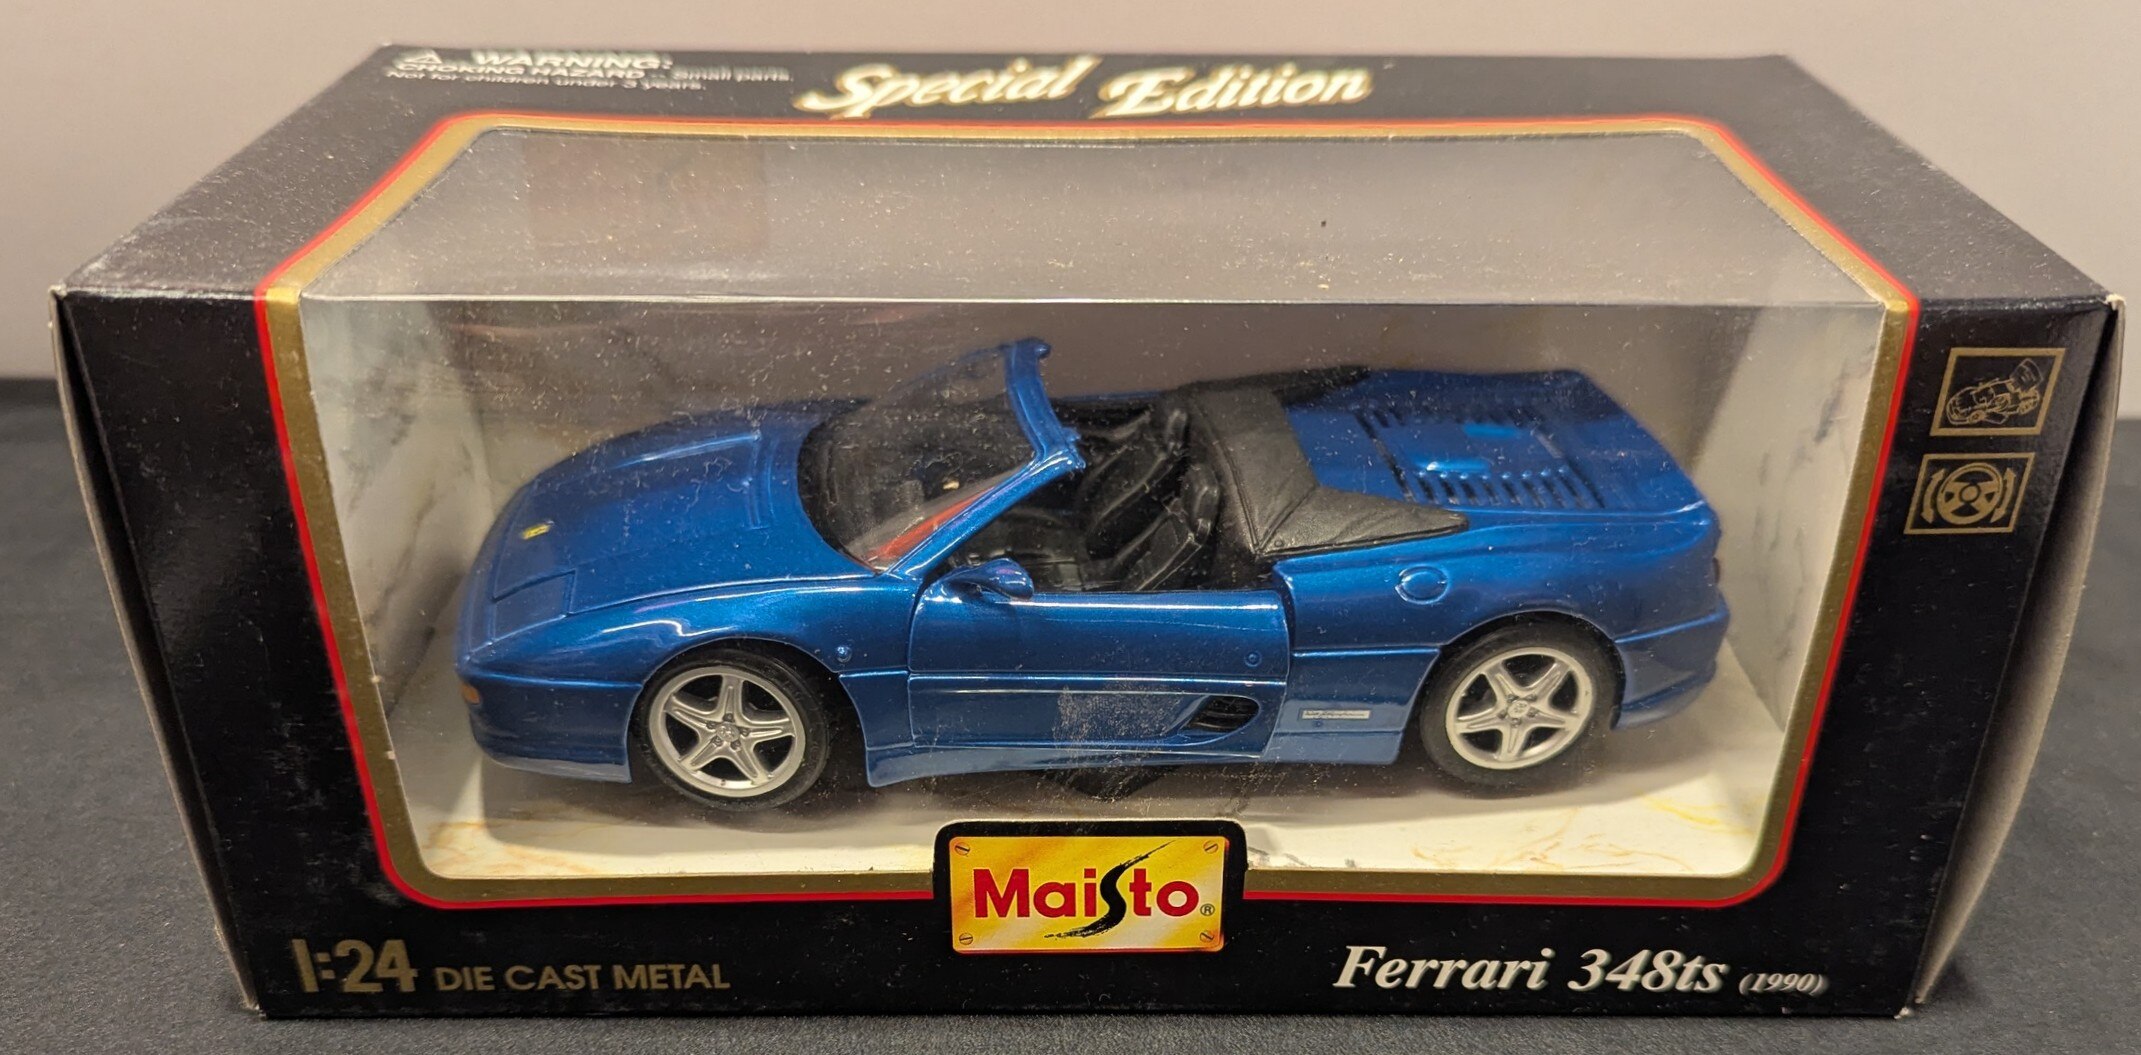 ⚠ WARNING:
CHOKING HAZARD - Small parts.
Not for children under 3 years.
Special Edition
Maisto®
1:24 DIE CAST METAL
Ferrari 348ts (1990)